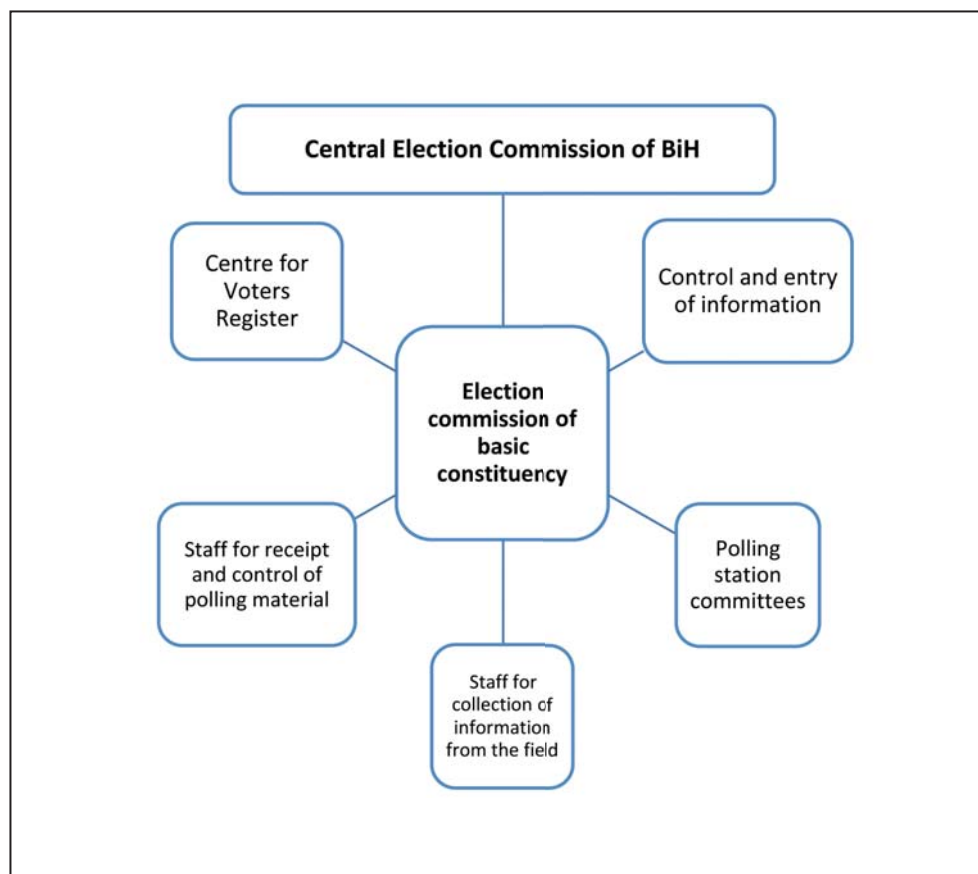 Central Election Commission of BiH
Centre for
Voters
Register
Control and entry
of information
Election
commission of
basic
constituency
Staff for receipt
and control of
polling material
Polling
station
committees
Staff for
collection of
information
from the field